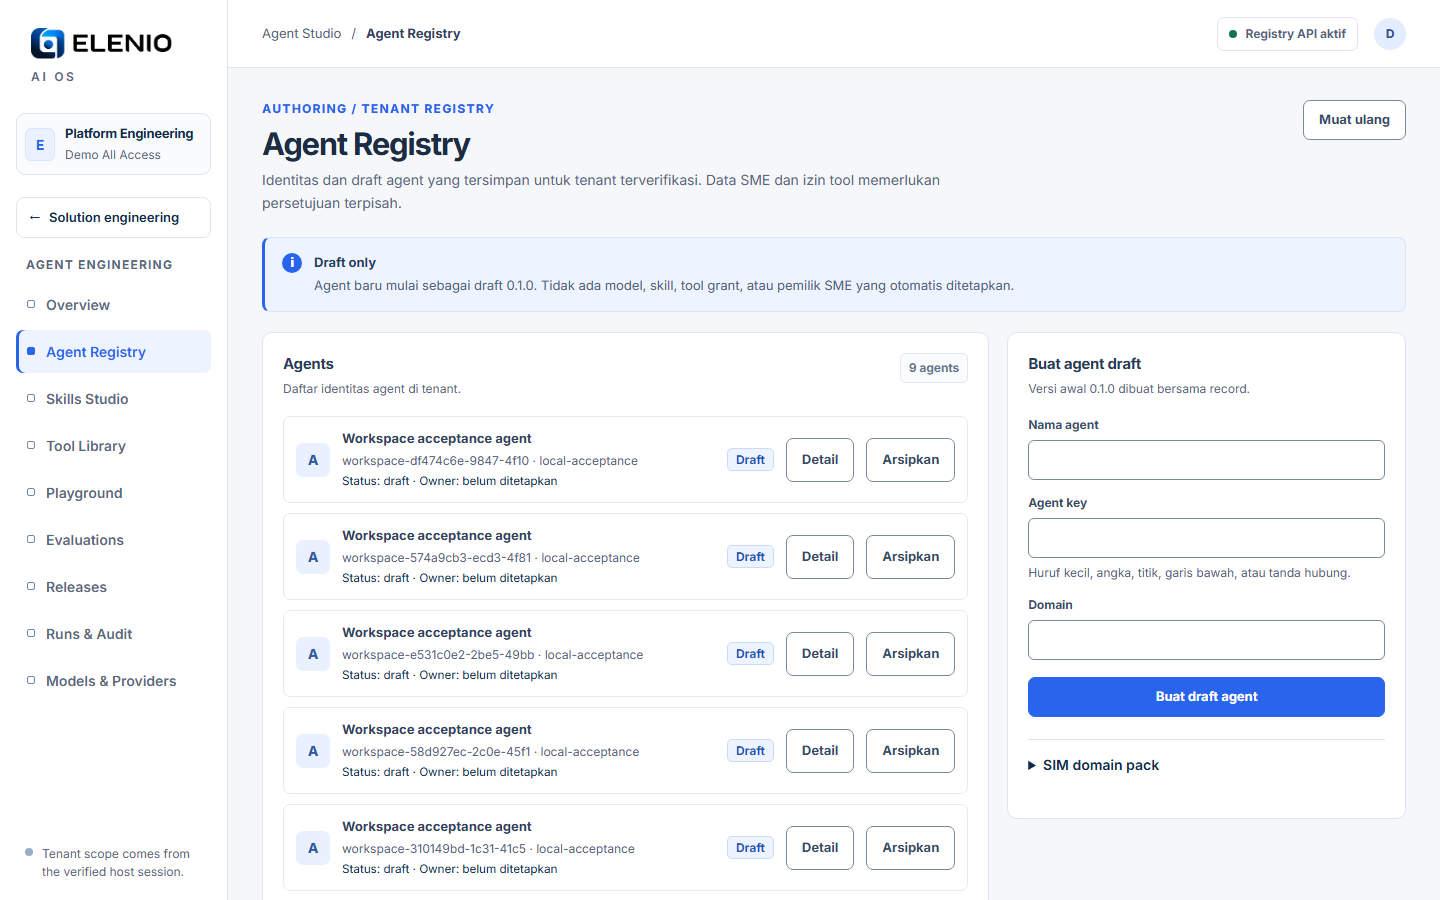 ELENIO
AI OS
E
Platform Engineering
Demo All Access
← Solution engineering
AGENT ENGINEERING
Overview
Agent Registry
Skills Studio
Tool Library
Playground
Evaluations
Releases
Runs & Audit
Models & Providers
Tenant scope comes from
the verified host session.
Agent Studio / Agent Registry
Registry API aktif
D
AUTHORING / TENANT REGISTRY
Agent Registry
Identitas dan draft agent yang tersimpan untuk tenant terverifikasi. Data SME dan izin tool memerlukan
persetujuan terpisah.
Muat ulang
i
Draft only
Agent baru mulai sebagai draft 0.1.0. Tidak ada model, skill, tool grant, atau pemilik SME yang otomatis ditetapkan.
Agents
Daftar identitas agent di tenant.
9 agents
A
Workspace acceptance agent
workspace-df474c6e-9847-4f10 · local-acceptance
Status: draft · Owner: belum ditetapkan
Draft
Detail
Arsipkan
A
Workspace acceptance agent
workspace-574a9cb3-ecd3-4f81 · local-acceptance
Status: draft · Owner: belum ditetapkan
Draft
Detail
Arsipkan
A
Workspace acceptance agent
workspace-e531c0e2-2be5-49bb · local-acceptance
Status: draft · Owner: belum ditetapkan
Draft
Detail
Arsipkan
A
Workspace acceptance agent
workspace-58d927ec-2c0e-45f1 · local-acceptance
Status: draft · Owner: belum ditetapkan
Draft
Detail
Arsipkan
A
Workspace acceptance agent
workspace-310149bd-1c31-41c5 · local-acceptance
Status: draft · Owner: belum ditetapkan
Draft
Detail
Arsipkan
Buat agent draft
Versi awal 0.1.0 dibuat bersama record.
Nama agent
Agent key
Huruf kecil, angka, titik, garis bawah, atau tanda hubung.
Domain
Buat draft agent
SIM domain pack